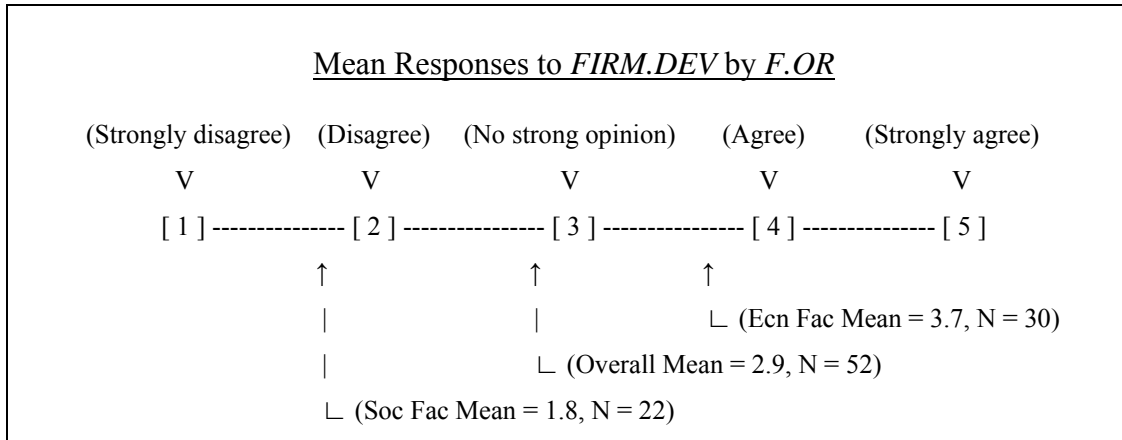 Mean Responses to FIRM.DEV by F.OR
(Strongly disagree) (Disagree) (No strong opinion) (Agree) (Strongly agree)
V V V V V
[ 1 ] --------------- [ 2 ] ---------------- [ 3 ] ---------------- [ 4 ] --------------- [ 5 ]
↑ ↑ ↑
| | ∟ (Ecn Fac Mean = 3.7, N = 30)
| ∟ (Overall Mean = 2.9, N = 52)
∟ (Soc Fac Mean = 1.8, N = 22)